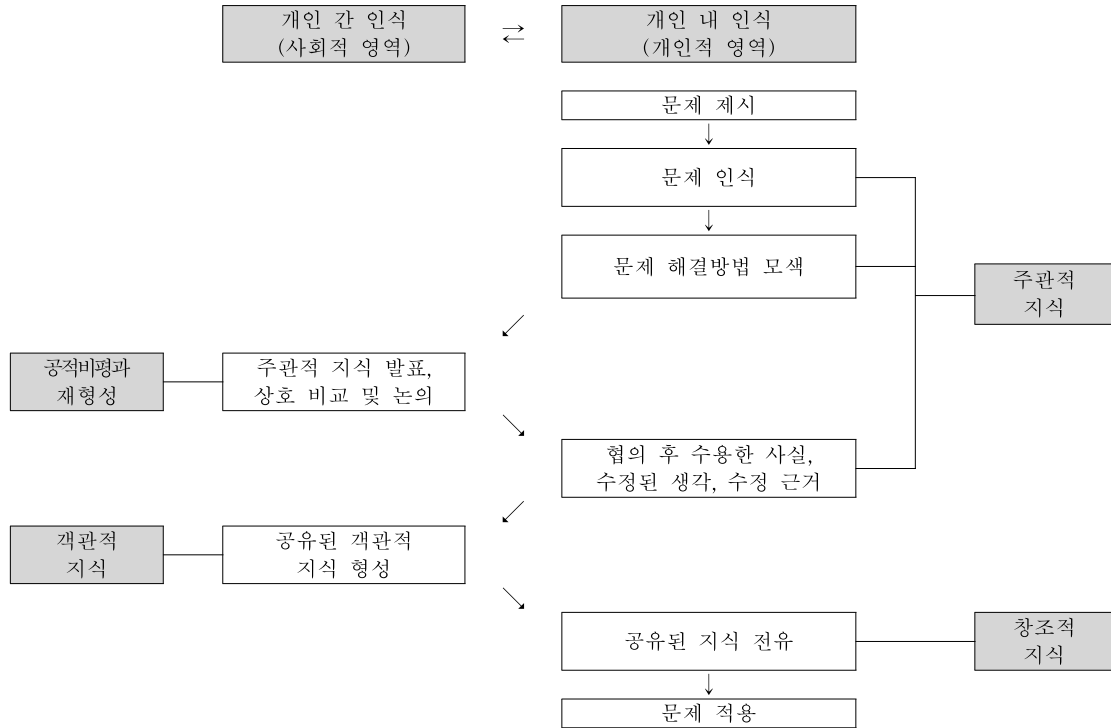 개인 간 인식
(사회적 영역)
개인 내 인식
(개인적 영역)
문제 제시
문제 인식
문제 해결방법 모색
주관적
지식
공적비평과
재형성
주관적 지식 발표,
상호 비교 및 논의
협의 후 수용한 사실,
수정된 생각, 수정 근거
객관적
지식
공유된 객관적
지식 형성
공유된 지식 전유
창조적
지식
문제 적용